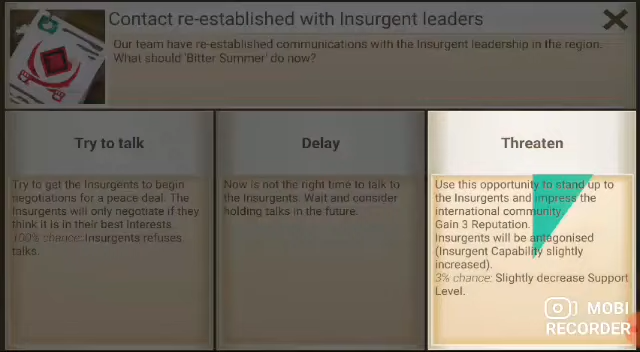 Contact re-established with Insurgent leaders
Our team have re-established communications with the Insurgent leadership in the region.
What should 'Bitter Summer' do now?
Try to talk
Try to get the Insurgents to begin
negotiations for a peace deal. The
Insurgents will only negotiate if they
think it is in their best interests.
100% chance: Insurgents refuses
talks.
Delay
Now is not the right time to talk to
the Insurgents. Wait and consider
holding talks in the future.
Threaten
Use this opportunity to stand up to
the Insurgents and impress the
international community.
Gain 3 Reputation.
Insurgents will be antegonised
(Insurgent Capability slightly
increased).
3% chance: Slightly decrease Support
Level.
MOBI
RECORDER